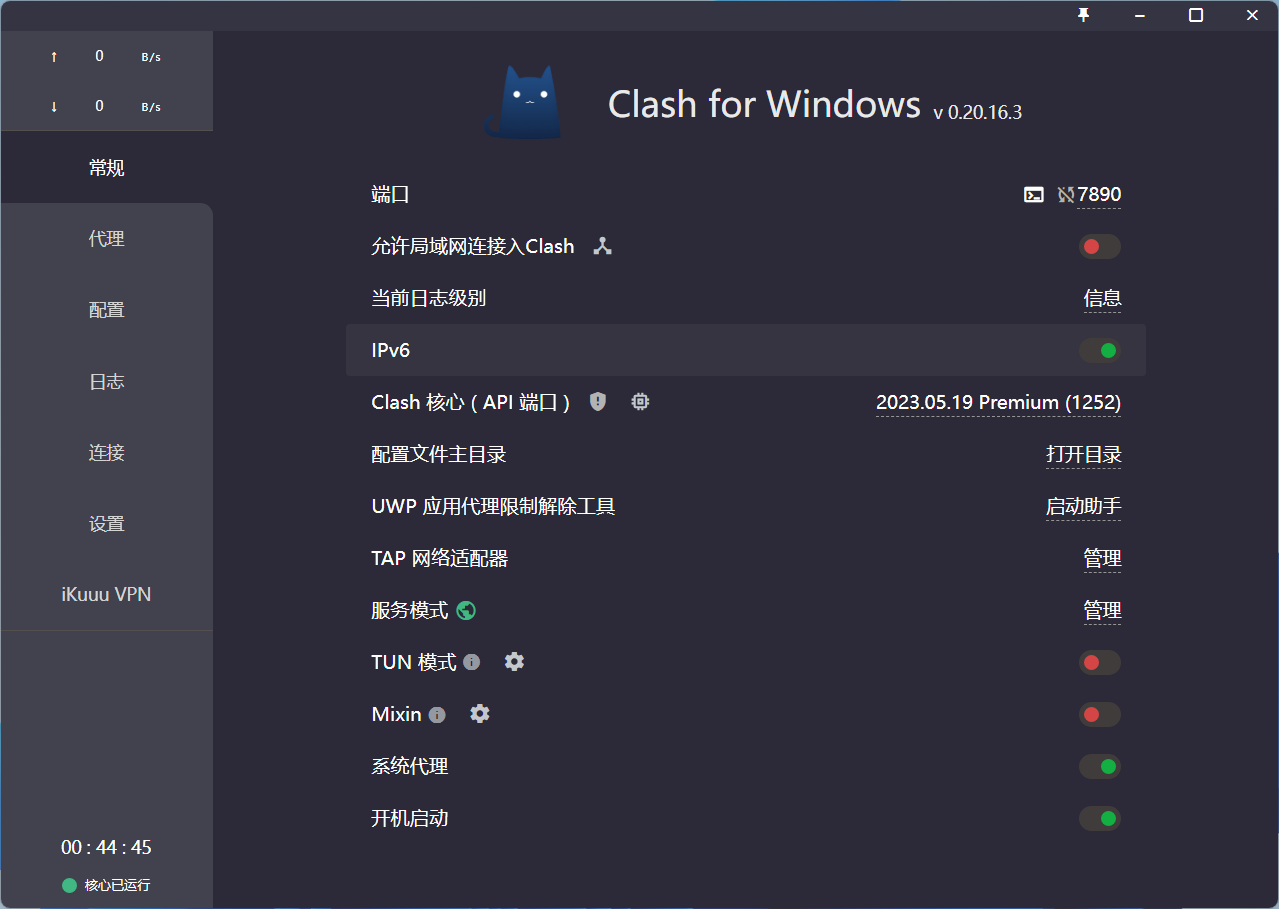 ↑ 0 B/s
↓ 0 B/s
常规
代理
配置
日志
连接
设置
iKuuu VPN
00 : 44 : 45
核心已运行
Clash for Windows v 0.20.16.3
端口 7890
允许局域网连接入Clash
当前日志级别 信息
IPv6
Clash 核心 ( API 端口 ) 2023.05.19 Premium (1252)
配置文件主目录 打开目录
UWP 应用代理限制解除工具 启动助手
TAP 网络适配器 管理
服务模式 管理
TUN 模式
Mixin
系统代理
开机启动